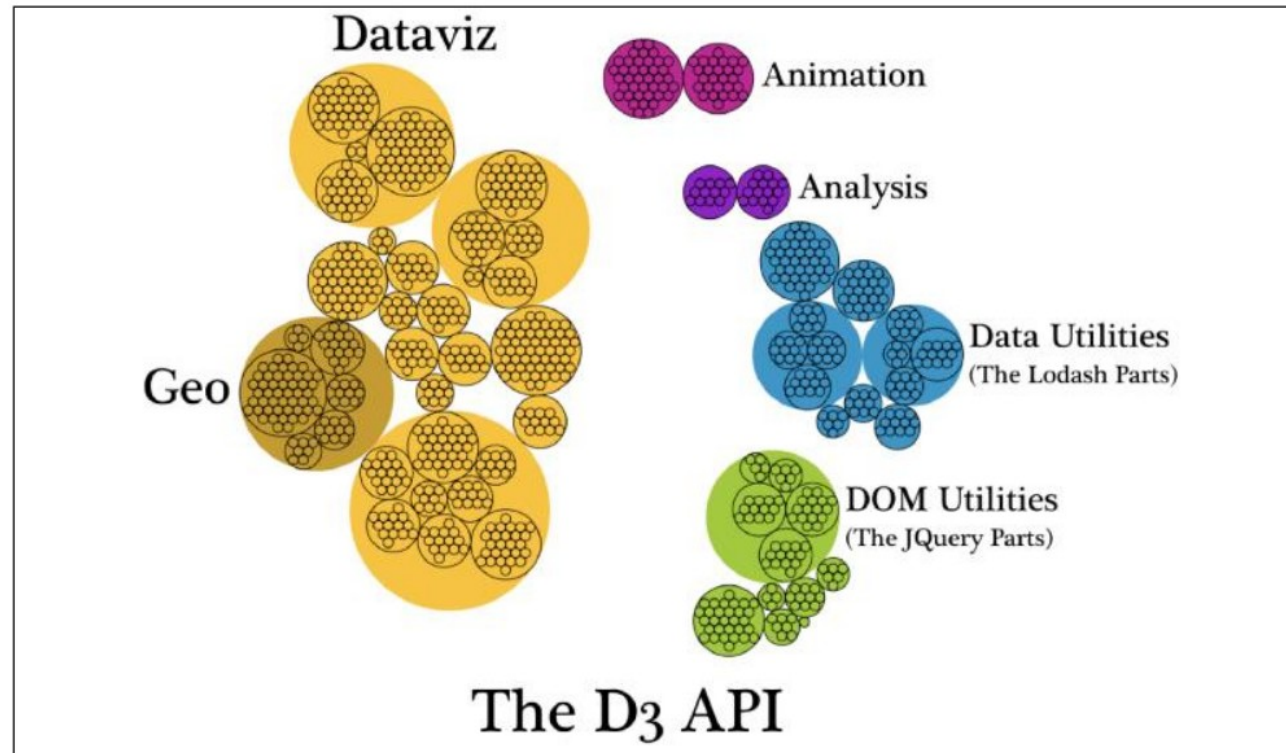 Dataviz
Animation
Analysis
Geo
Data Utilities
(The Lodash Parts)
DOM Utilities
(The JQuery Parts)
The D3 API